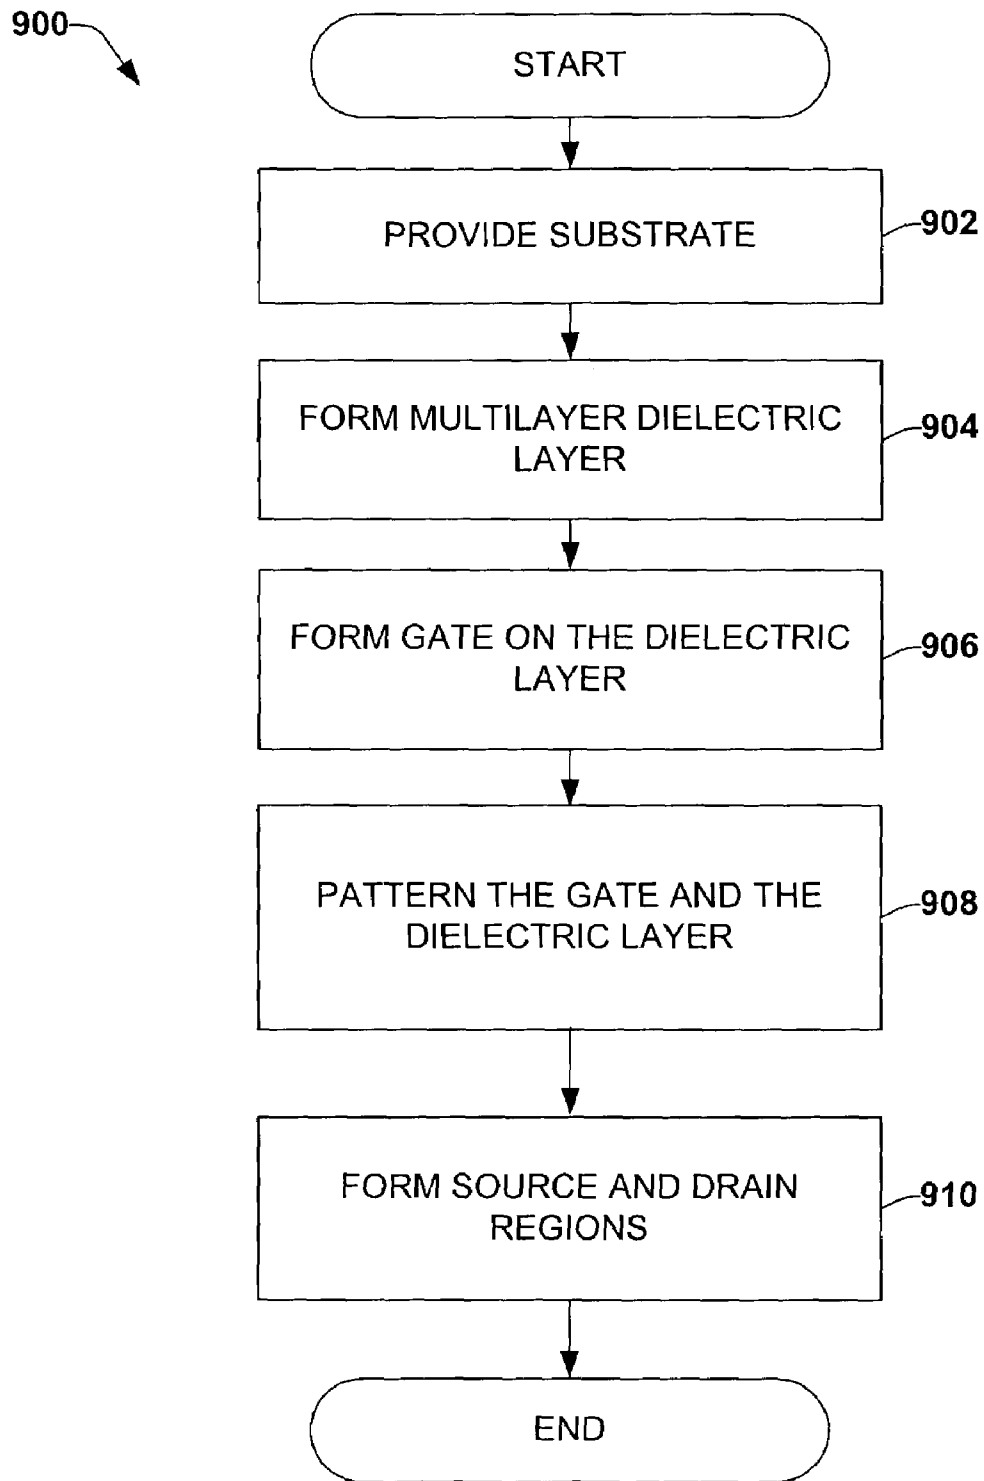 900
START
PROVIDE SUBSTRATE
902
FORM MULTILAYER DIELECTRIC
LAYER
904
FORM GATE ON THE DIELECTRIC
LAYER
906
PATTERN THE GATE AND THE
DIELECTRIC LAYER
908
FORM SOURCE AND DRAIN
REGIONS
910
END